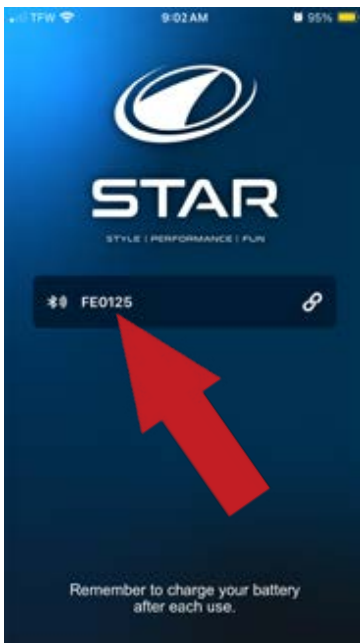 TFW 9:02 AM 95%
STAR
STYLE | PERFORMANCE | FUN
FE0125
Remember to charge your battery
after each use.